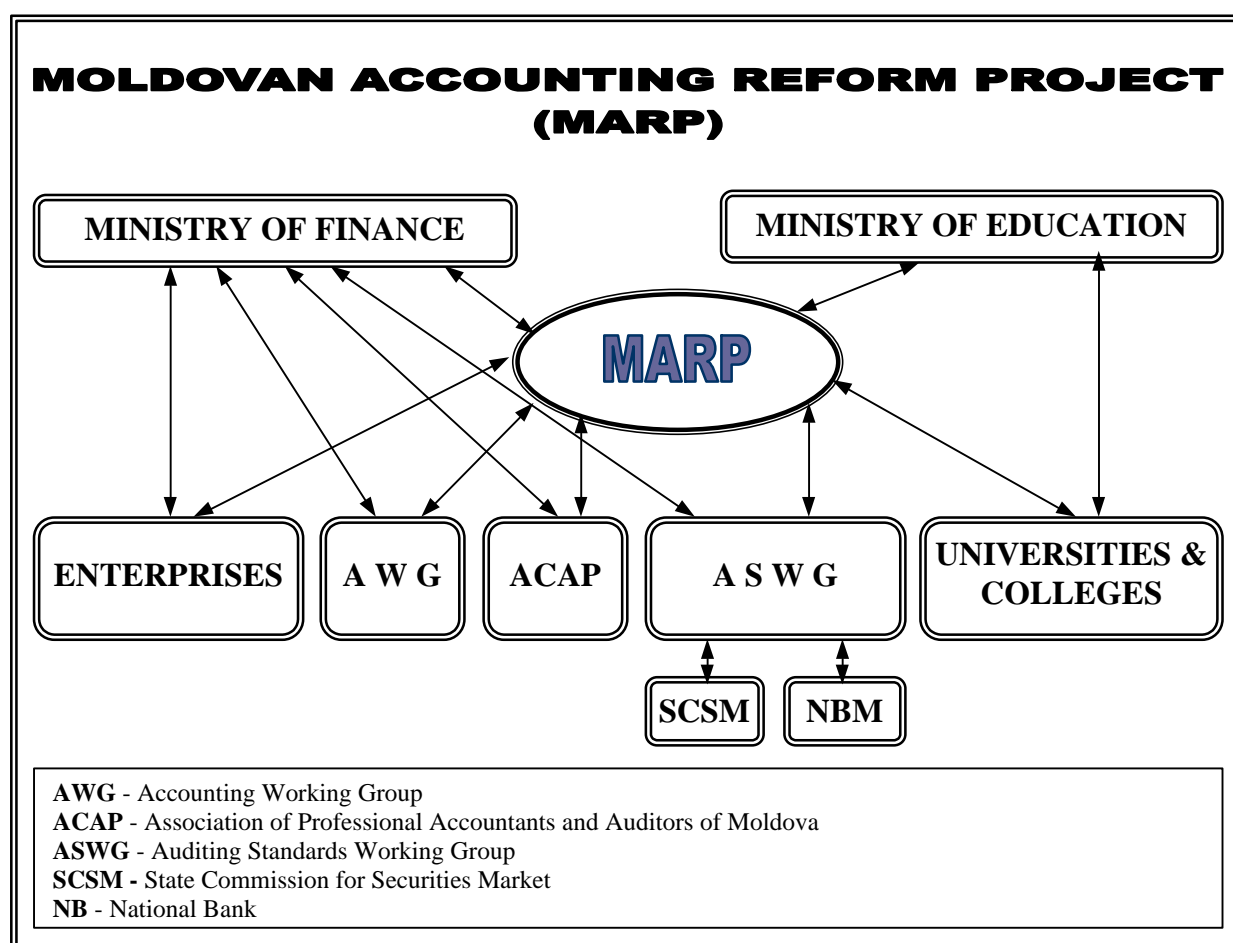 MOLDOVAN ACCOUNTING REFORM PROJECT
(MARP)
MINISTRY OF FINANCE
MINISTRY OF EDUCATION
MARP
ENTERPRISES
A W G
ACAP
A S W G
UNIVERSITIES &
COLLEGES
SCSM
NBM
AWG - Accounting Working Group
ACAP - Association of Professional Accountants and Auditors of Moldova
ASWG - Auditing Standards Working Group
SCSM - State Commission for Securities Market
NB - National Bank